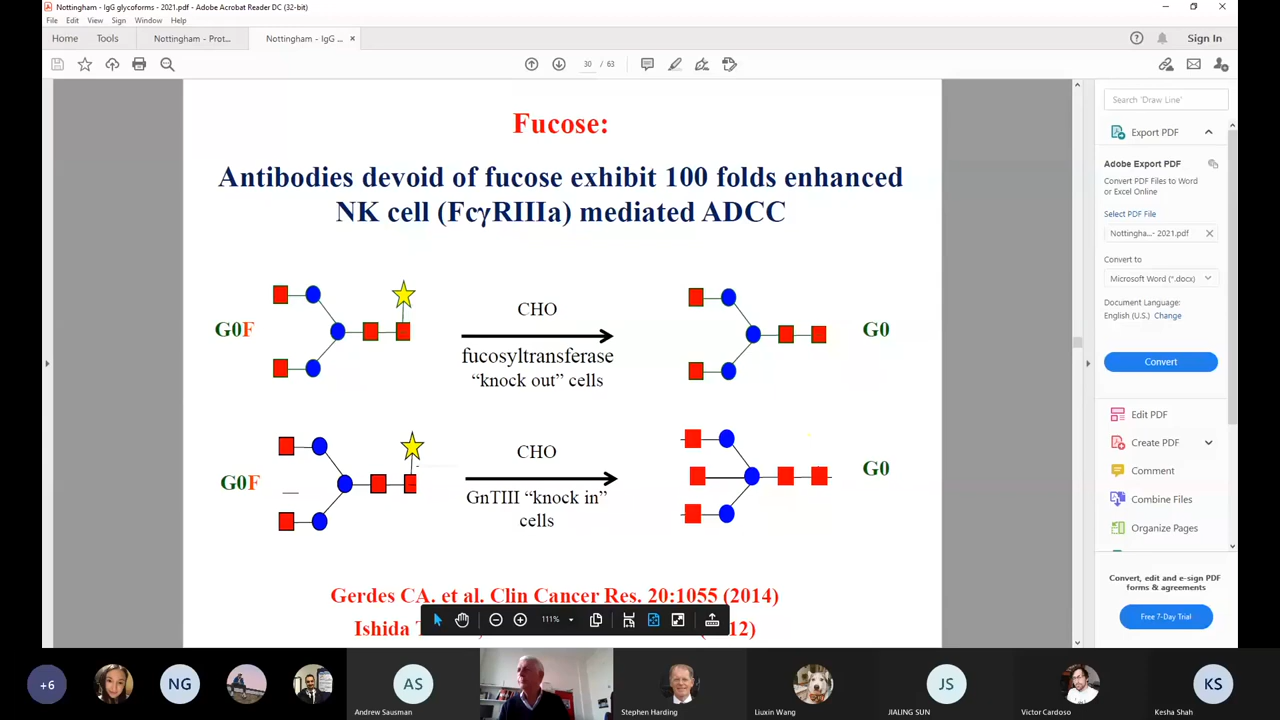 Nottingham - IgG glycoforms - 2021.pdf - Adobe Acrobat Reader DC (32-bit)
File Edit View Sign Window Help
Home Tools Nottingham - Prot... Nottingham - IgG ... Sign In
30 / 63
Search 'Draw Line'
Export PDF
Adobe Export PDF
Convert PDF Files to Word
or Excel Online
Select PDF File
Nottingha...- 2021.pdf
Convert to
Microsoft Word (*.docx)
Document Language:
English (U.S.) Change
Convert
Edit PDF
Create PDF
Comment
Combine Files
Organize Pages
Convert, edit and e-sign PDF
forms & agreements
Free 7-Day Trial
Fucose:
Antibodies devoid of fucose exhibit 100 folds enhanced
NK cell (FcγRIIIa) mediated ADCC
G0F
CHO
fucosyltransferase
“knock out” cells
G0
G0F
CHO
GnTIII “knock in”
cells
G0
Gerdes CA. et al. Clin Cancer Res. 20:1055 (2014)
Ishida 12)
111%
+6 NG AS JS KS
Andrew Sausman Stephen Harding Liuxin Wang JIALING SUN Victor Cardoso Kesha Shah